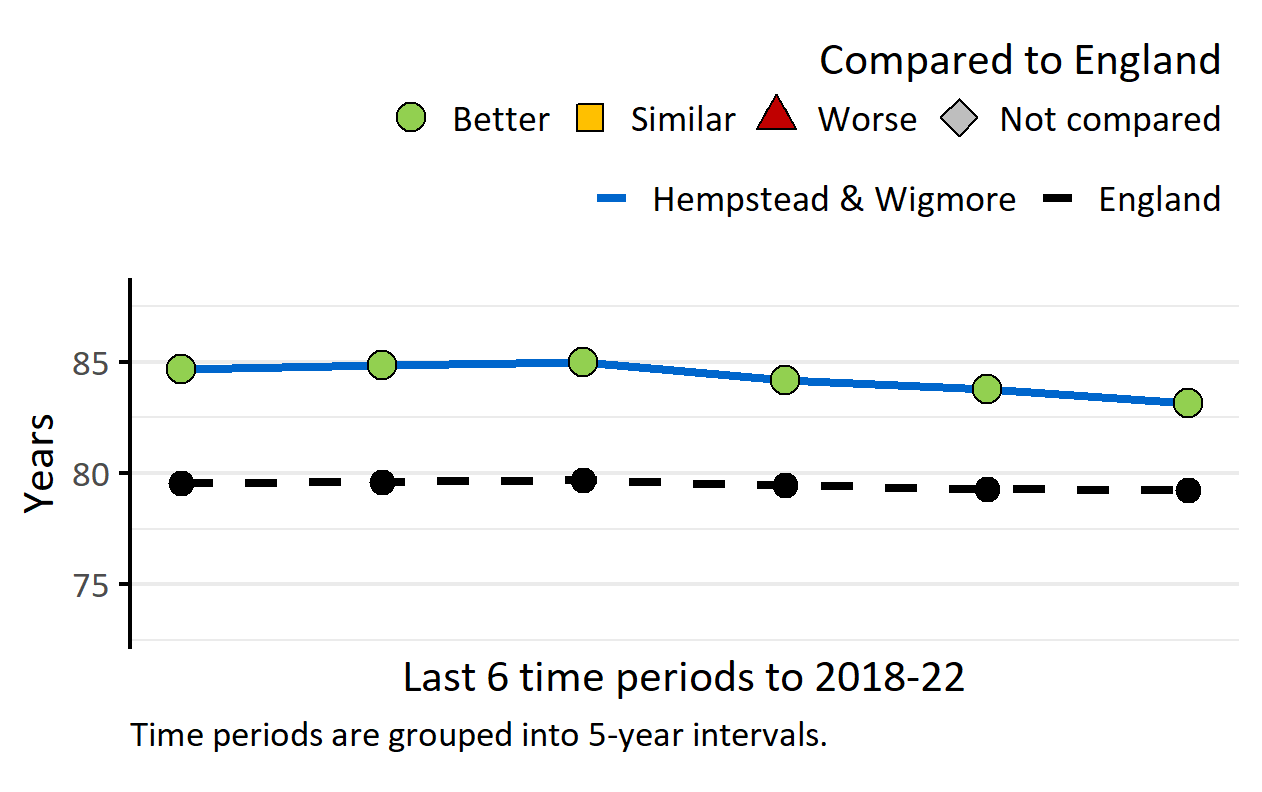 Compared to England
Better Similar Worse Not compared
Hempstead & Wigmore England
85
80
75
Years
Last 6 time periods to 2018-22
Time periods are grouped into 5-year intervals.